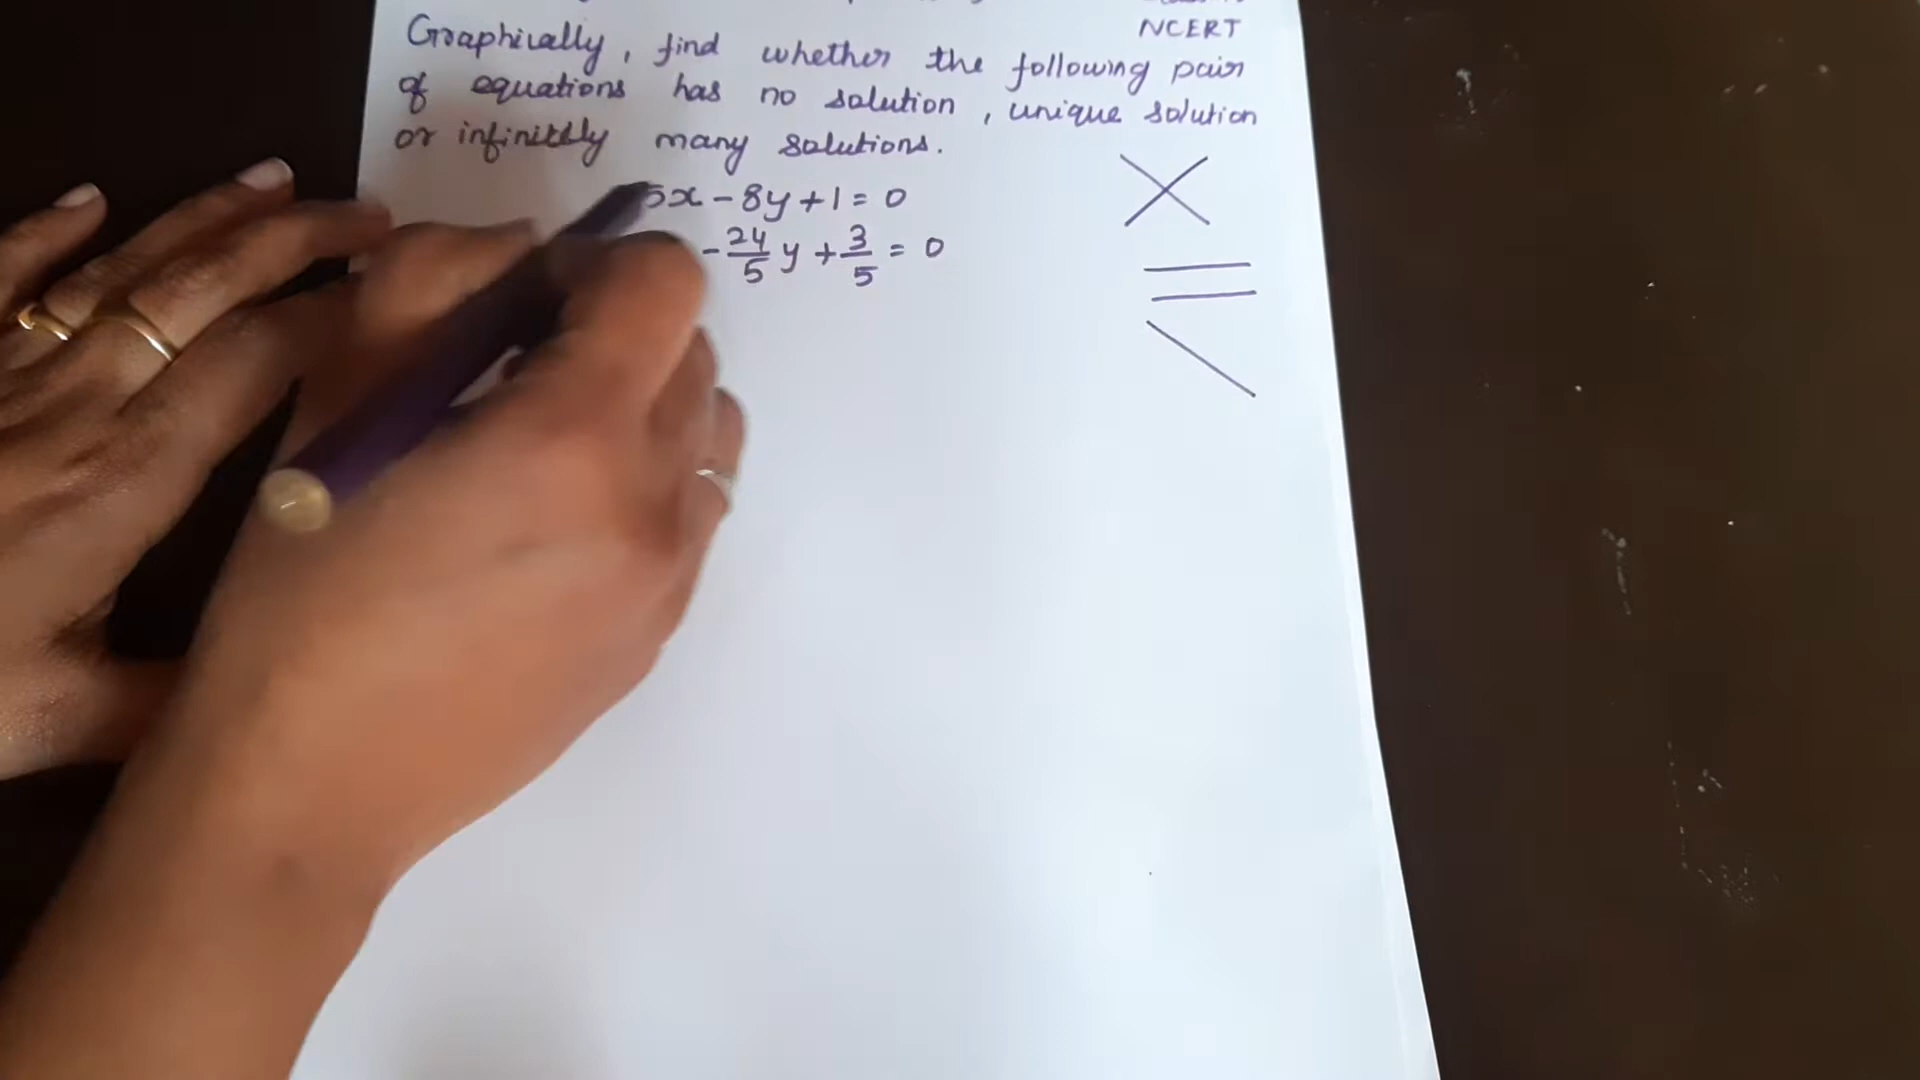 NCERT
Graphically, find whether the following pair
of equations has no solution, unique solution
or infinitely many solutions.
5x - 8y + 1 = 0
- 24/5 y + 3/5 = 0